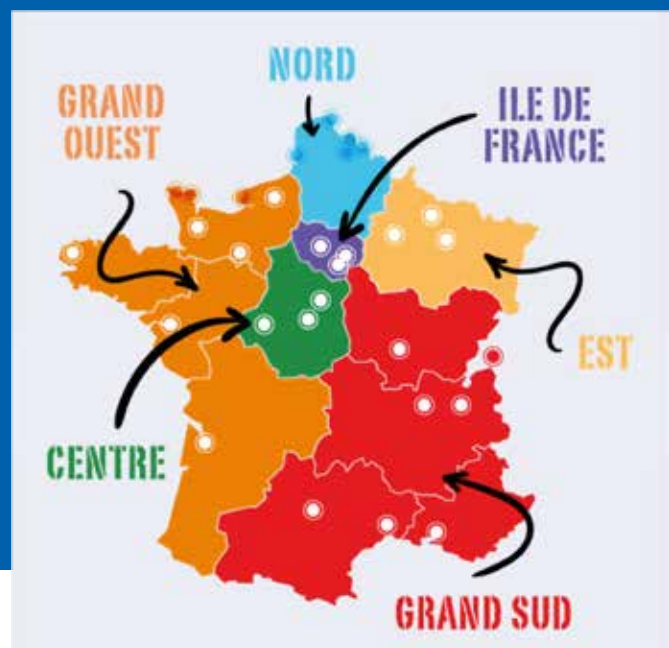 NORD
GRAND
OUEST
ILE DE
FRANCE
EST
CENTRE
GRAND SUD